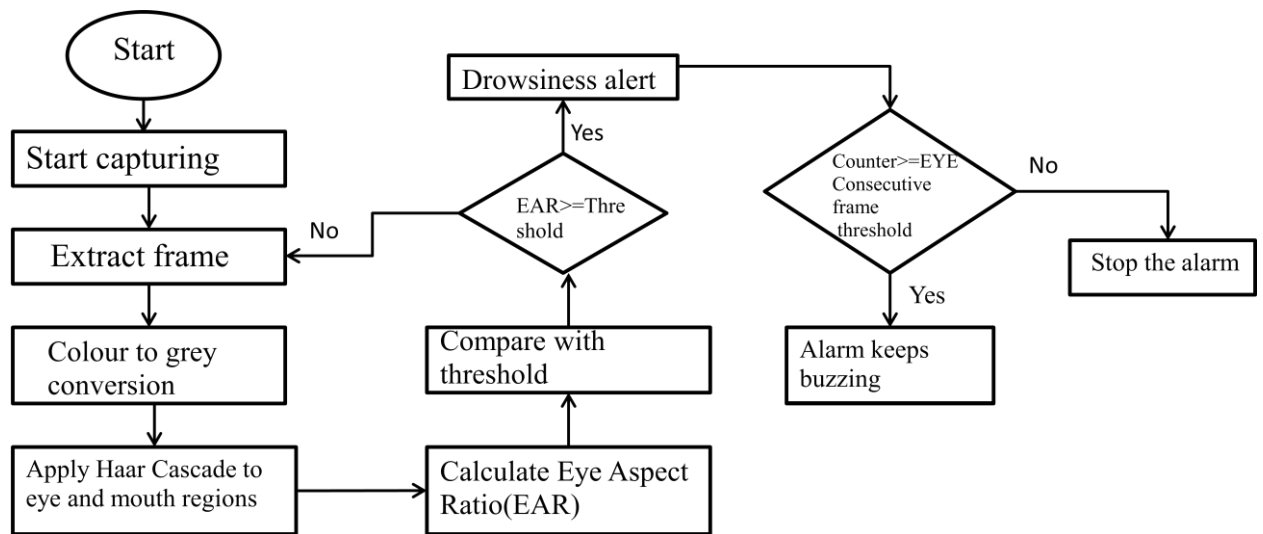 Start
Start capturing
Extract frame
Colour to grey
conversion
Apply Haar Cascade to
eye and mouth regions
Calculate Eye Aspect
Ratio(EAR)
Compare with
threshold
EAR>=Thre
shold
No
Yes
Drowsiness alert
Counter>=EYE
Consecutive
frame
threshold
No
Stop the alarm
Yes
Alarm keeps
buzzing